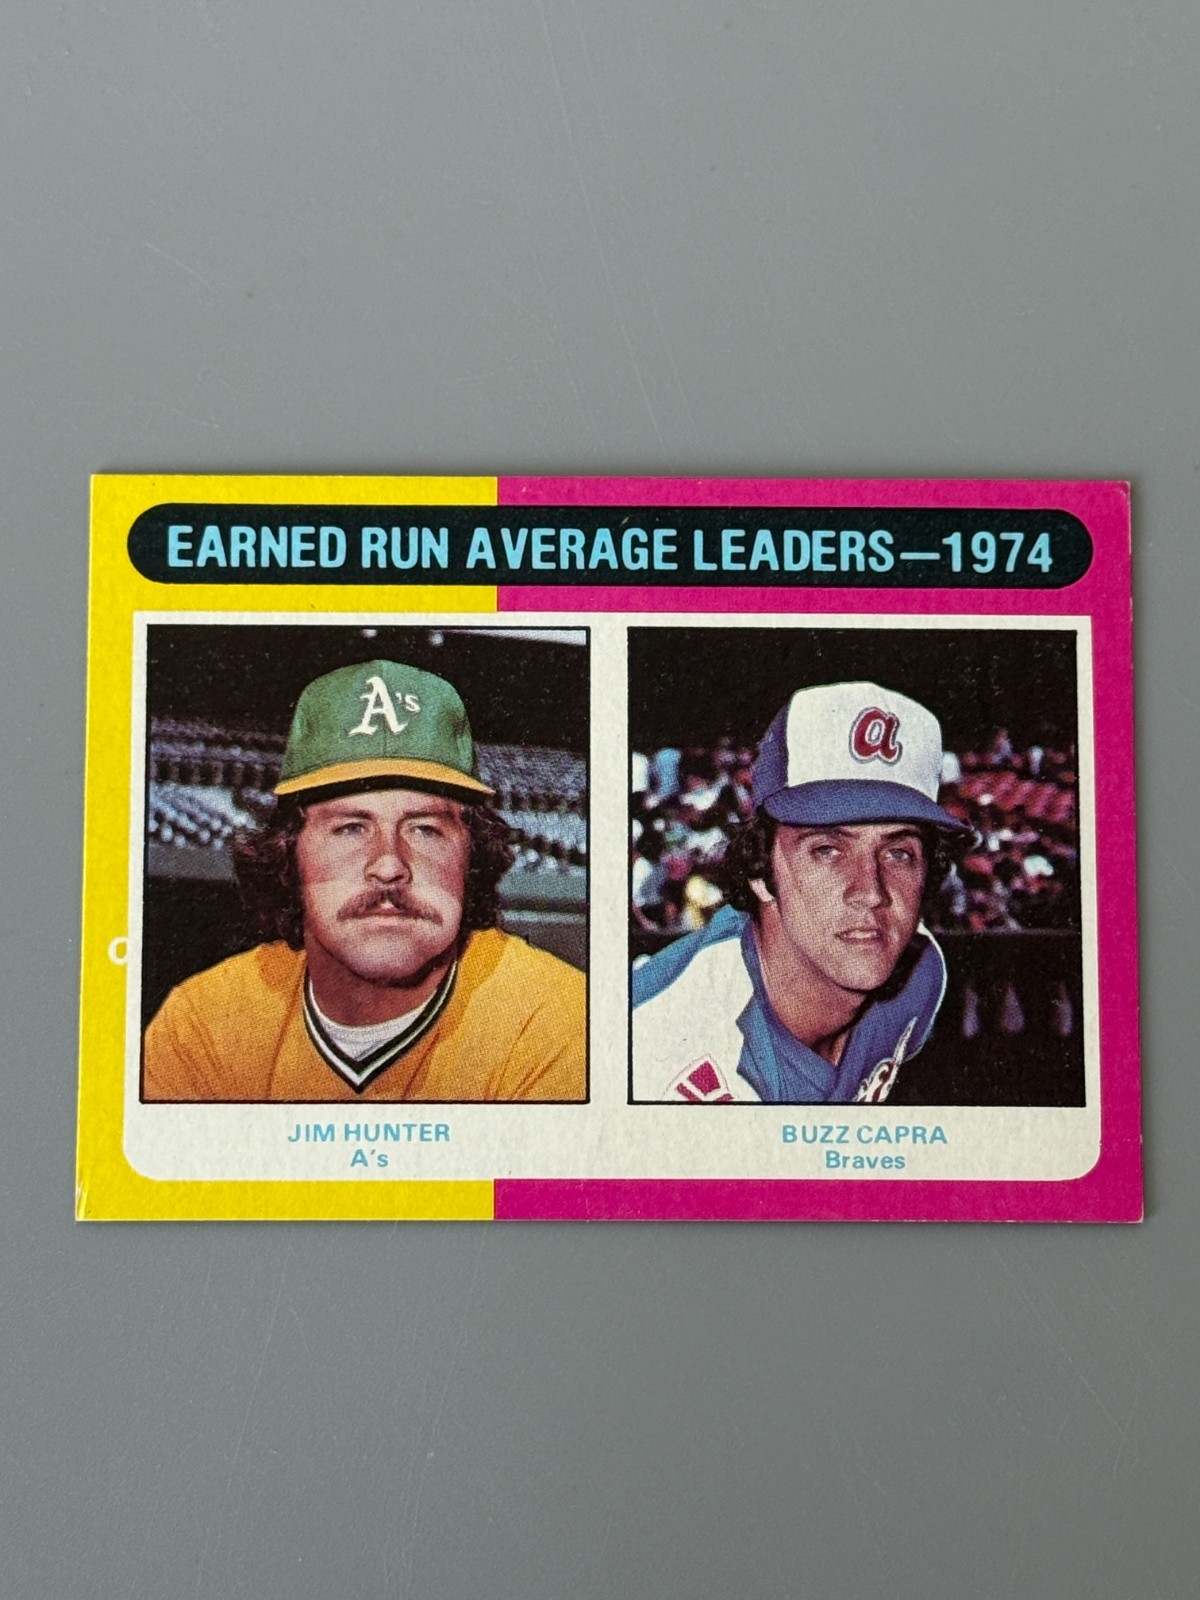 EARNED RUN AVERAGE LEADERS—1974
A's
a
JIM HUNTER
A's
BUZZ CAPRA
Braves